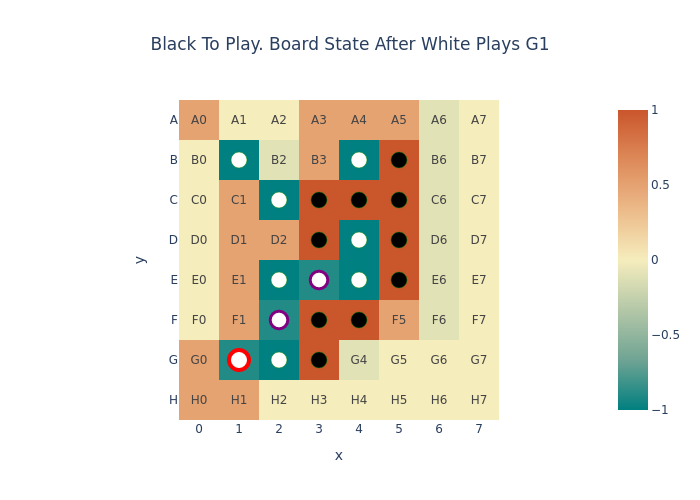 Black To Play. Board State After White Plays G1
A A0 A1 A2 A3 A4 A5 A6 A7
B B0 B2 B3 B6 B7
C C0 C1 C6 C7
D D0 D1 D2 D6 D7
E E0 E1 E6 E7
F F0 F1 F5 F6 F7
G G0 G4 G5 G6 G7
H H0 H1 H2 H3 H4 H5 H6 H7
0 1 2 3 4 5 6 7
x
y
1
0.5
0
−0.5
−1